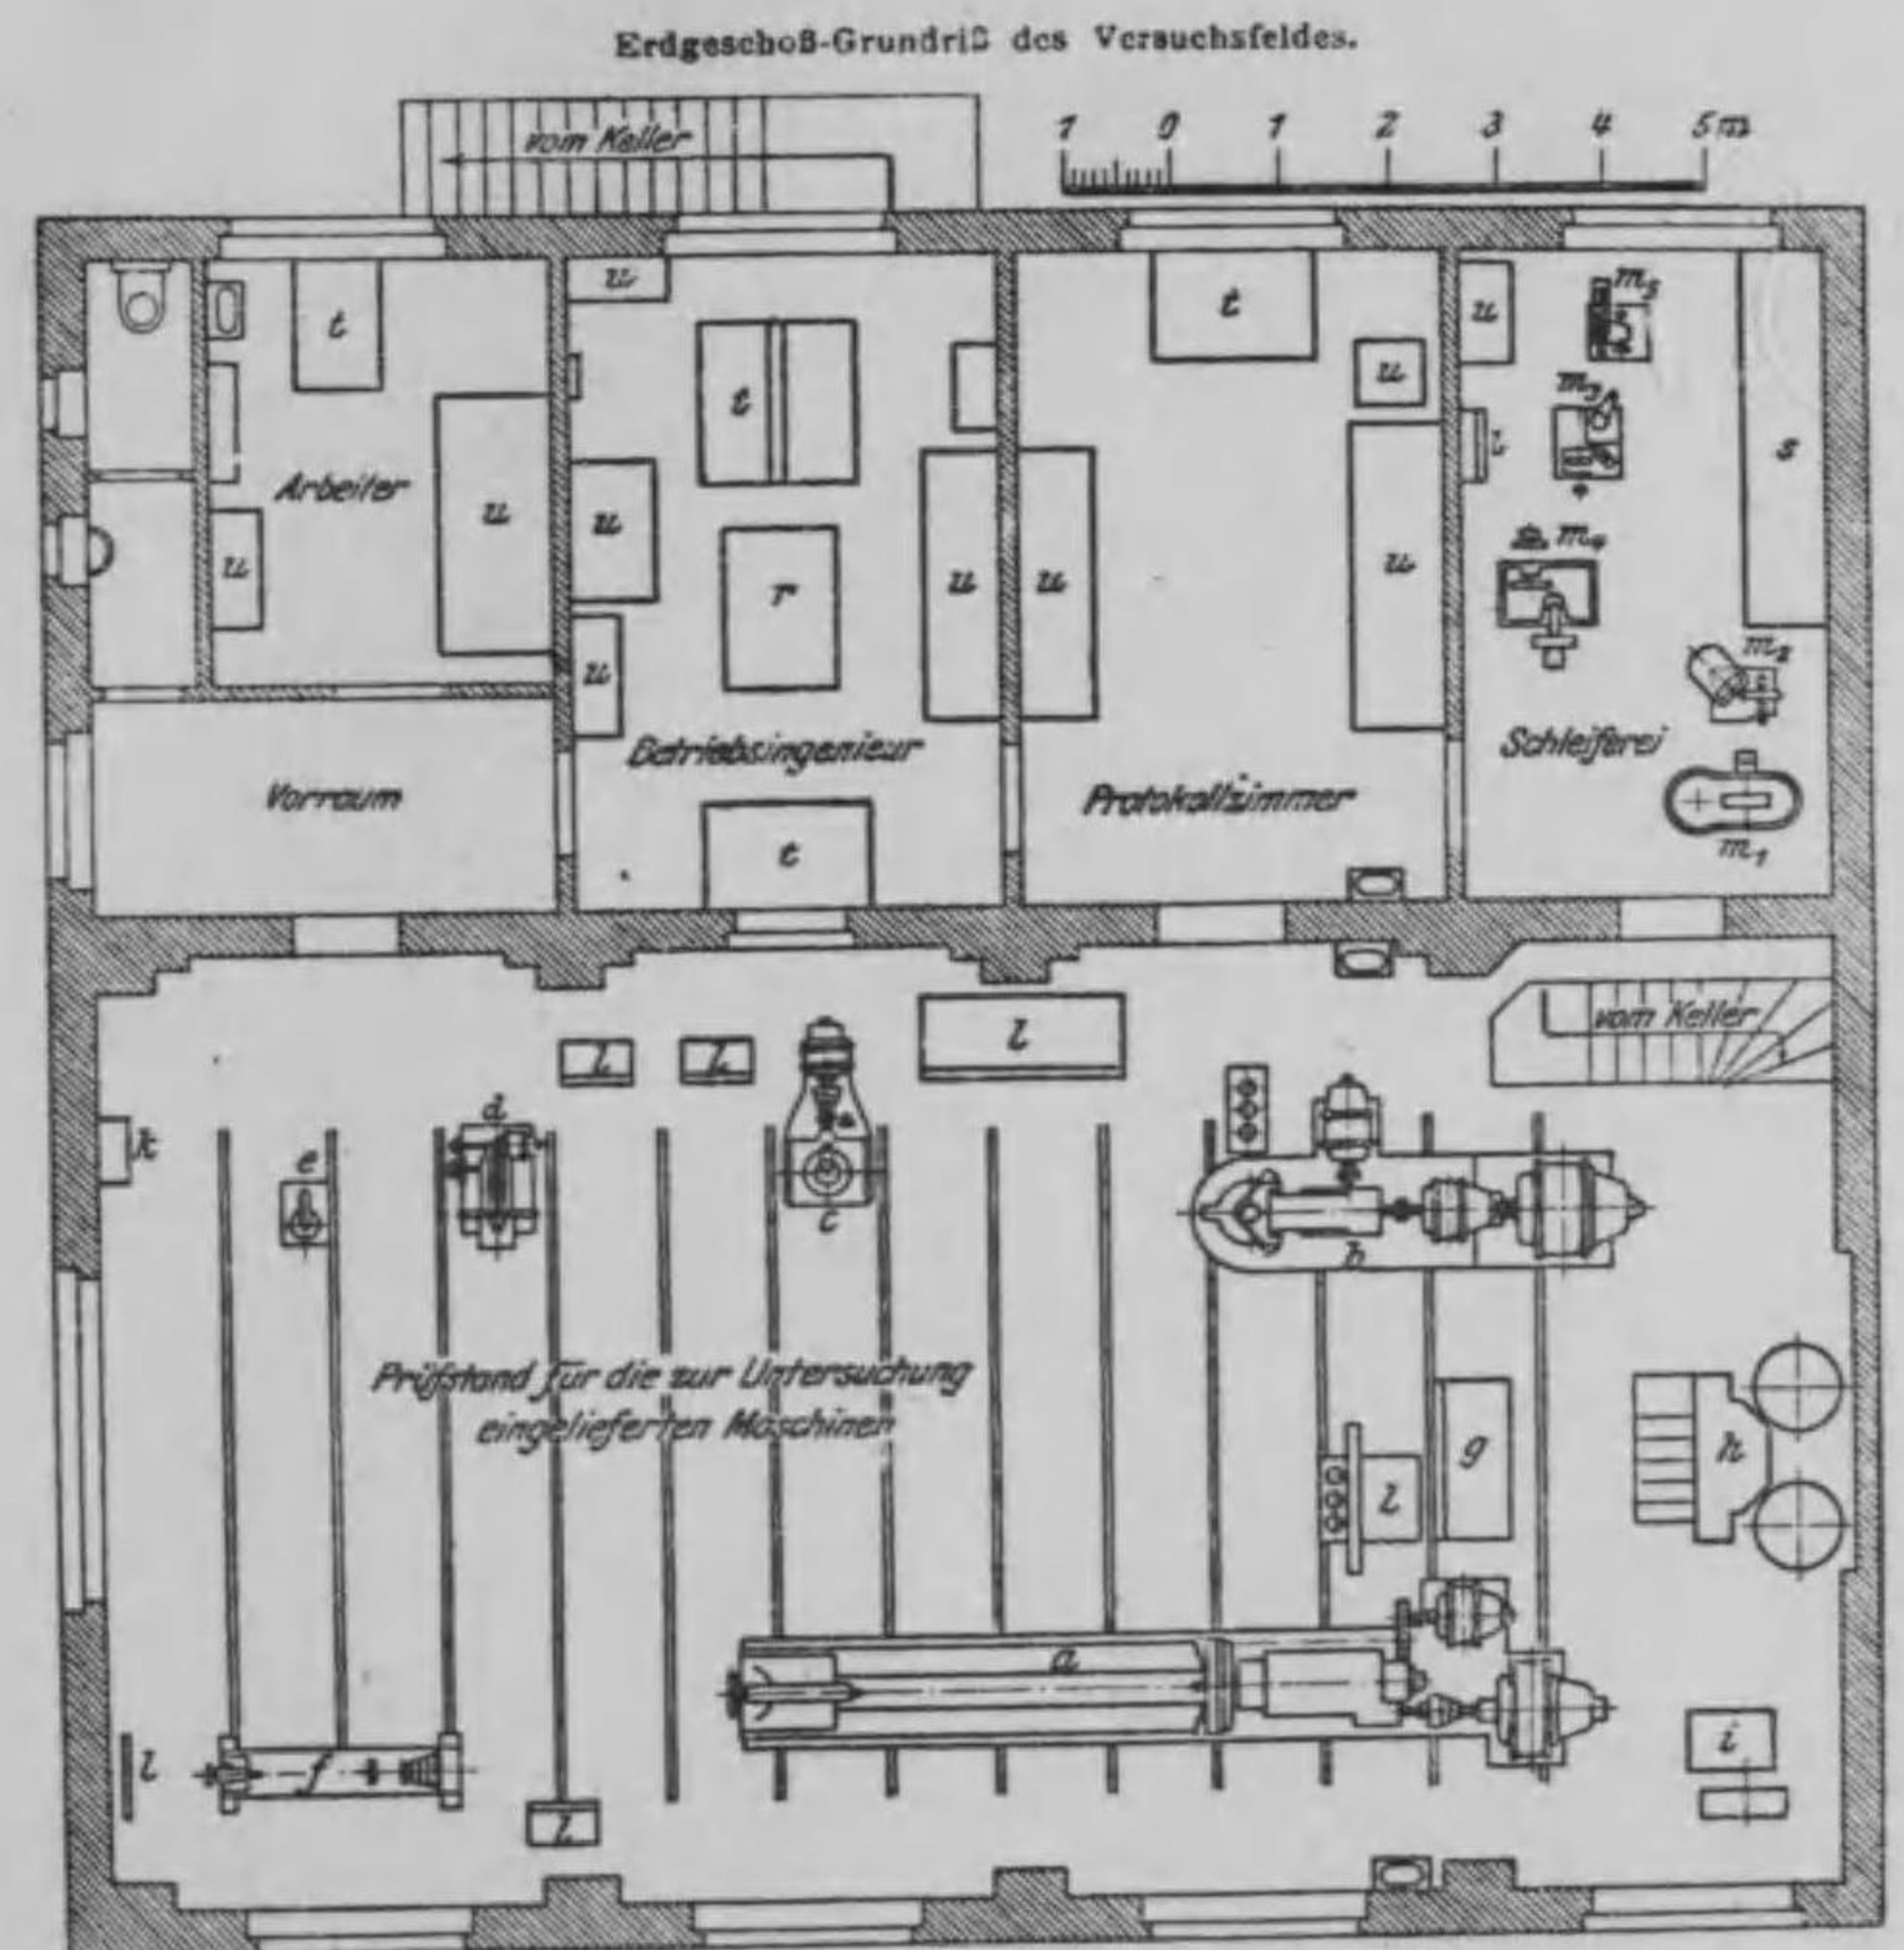 Erdgeschoß-Grundriß des Versuchsfeldes.
vom Keller
1 0 1 2 3 4 5 m
t
u
u
Arbeiter
u
t
u
r
u
u
Betriebsingenieur
t
t
u
u
u
Protokollzimmer
u
m5
m3
l
s
m4
m2
Schleiferei
m1
Vorraum
l
l
l
vom Keller
k
e
d
c
b
Prüfstand für die zur Untersuchung
eingelieferten Maschinen
g
l
h
a
i
l
f
l